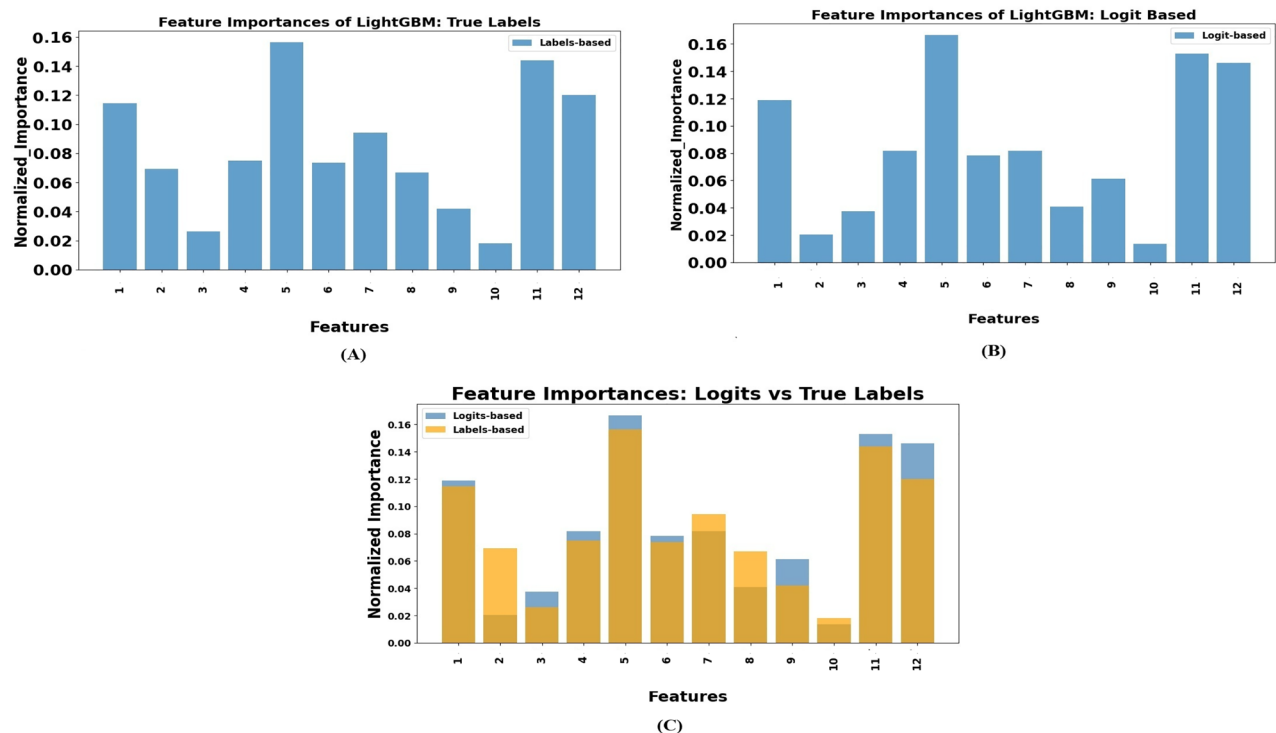 Feature Importances of LightGBM: True Labels
Labels-based
Normalized_Importance
0.16
0.14
0.12
0.10
0.08
0.06
0.04
0.02
0.00
1 2 3 4 5 6 7 8 9 10 11 12
Features
(A)
Feature Importances of LightGBM: Logit Based
Logit-based
Normalized_Importance
0.16
0.14
0.12
0.10
0.08
0.06
0.04
0.02
0.00
1 2 3 4 5 6 7 8 9 10 11 12
Features
(B)
Feature Importances: Logits vs True Labels
Logits-based
Labels-based
Normalized Importance
0.16
0.14
0.12
0.10
0.08
0.06
0.04
0.02
0.00
1 2 3 4 5 6 7 8 9 10 11 12
Features
(C)